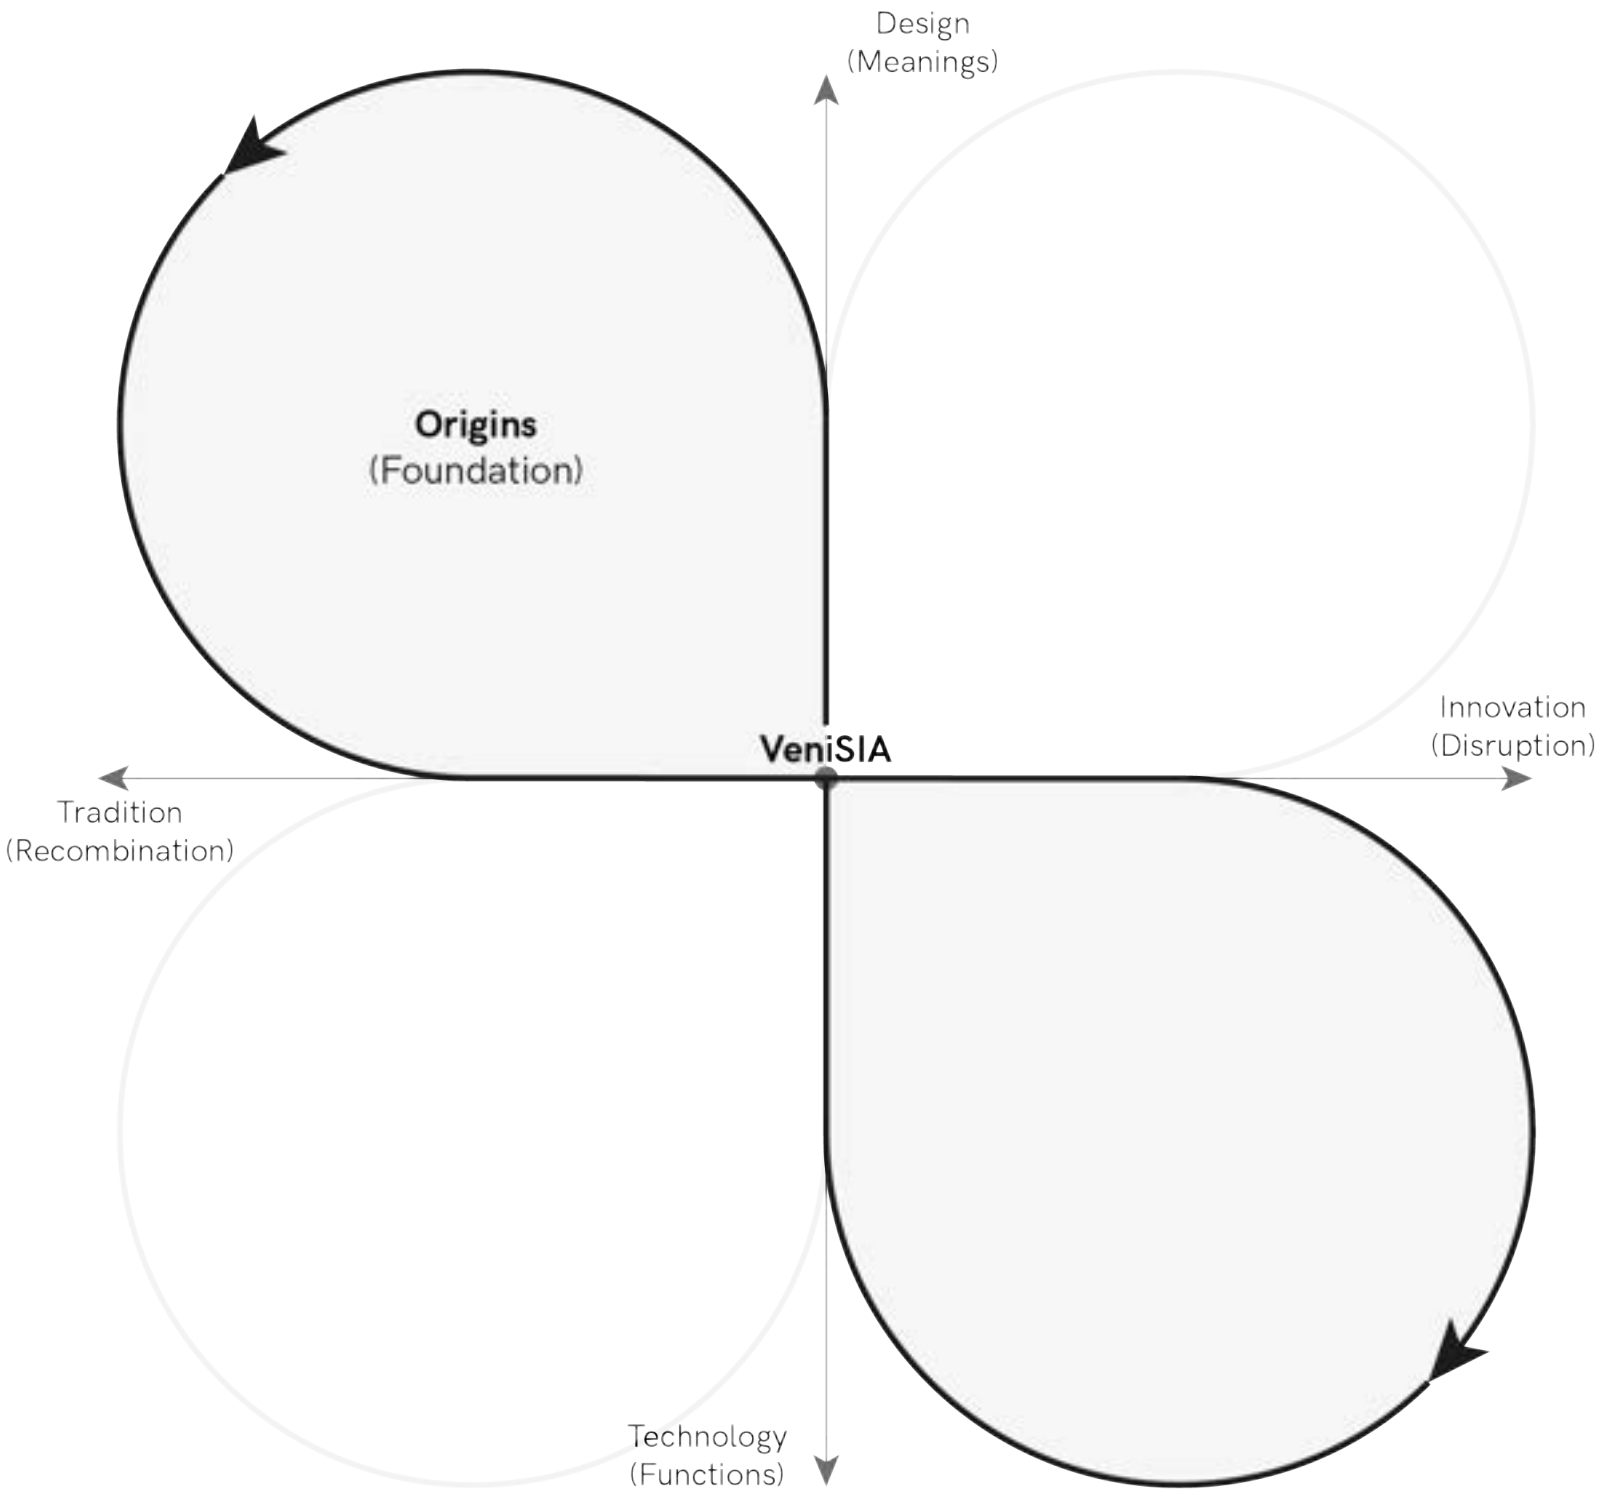 Design
(Meanings)
Origins
(Foundation)
VeniSIA
Innovation
(Disruption)
Tradition
(Recombination)
Technology
(Functions)